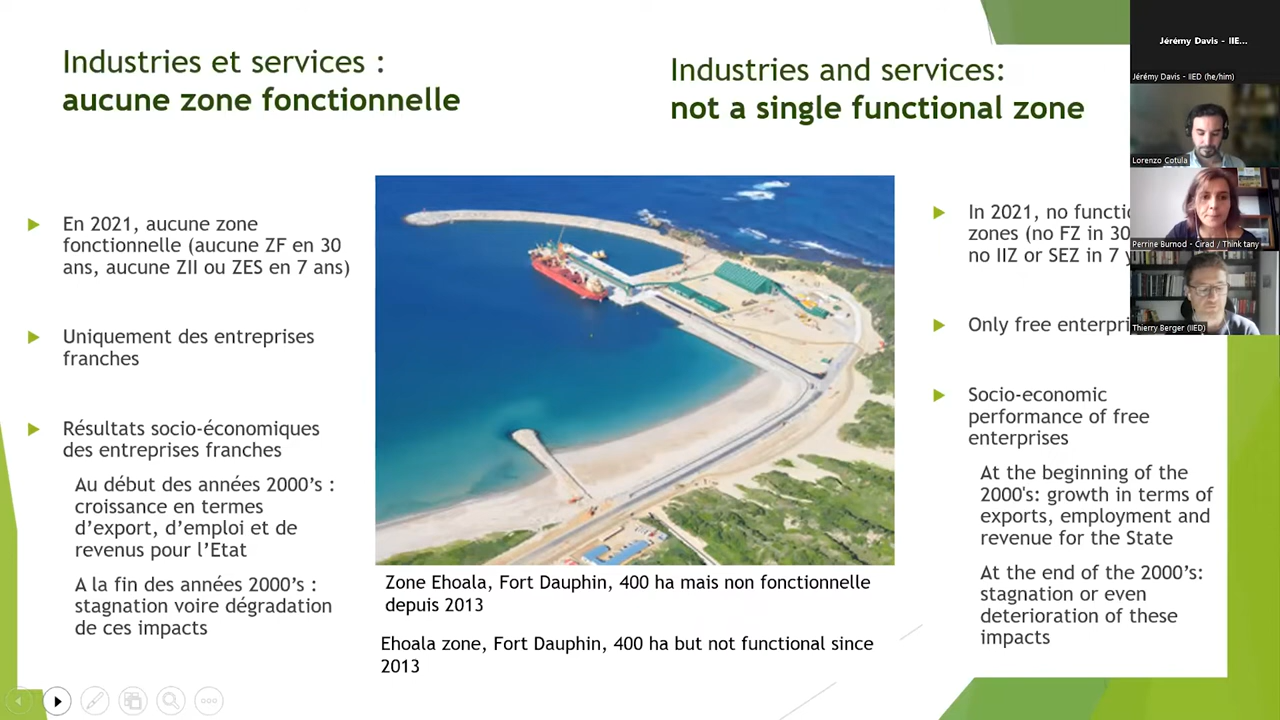 Industries et services :
aucune zone fonctionnelle
Industries and services:
not a single functional zone
En 2021, aucune zone
fonctionnelle (aucune ZF en 30
ans, aucune ZII ou ZES en 7 ans)
Uniquement des entreprises
franches
Résultats socio-économiques
des entreprises franches
Au début des années 2000's :
croissance en termes
d'export, d'emploi et de
revenus pour l'Etat
A la fin des années 2000's :
stagnation voire dégradation
de ces impacts
Zone Ehoala, Fort Dauphin, 400 ha mais non fonctionnelle
depuis 2013
Ehoala zone, Fort Dauphin, 400 ha but not functional since
2013
In 2021, no
zones (no FZ in 30
no IIZ or SEZ in 7
Only free
Socio-economic
performance of free
enterprises
At the beginning of the
2000's: growth in terms of
exports, employment and
revenue for the State
At the end of the 2000's:
stagnation or even
deterioration of these
impacts
Jérémy Davis - IIE...
Jérémy Davis - IIED (he/him)
Lorenzo Cotula
Perrine Burnod - Cirad / Think tany
Thierry Berger (IIED)